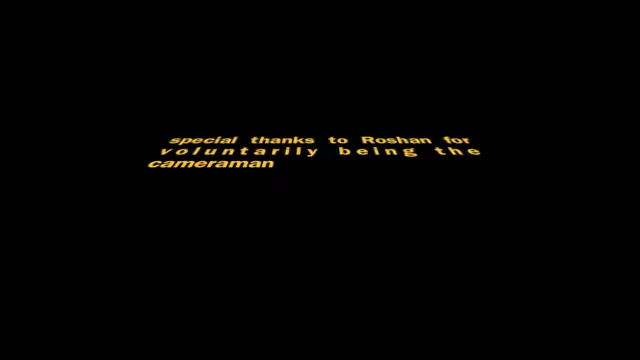 special thanks to Roshan for
voluntarily being the
cameraman